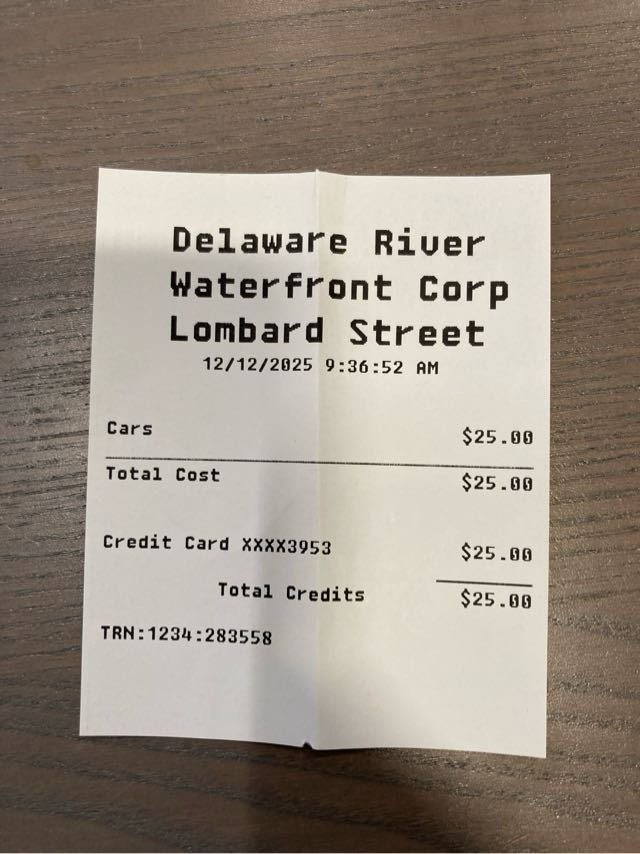 Delaware River
Waterfront Corp
Lombard Street
12/12/2025 9:36:52 AM
Cars $25.00
Total Cost $25.00
Credit Card XXXX3953 $25.00
Total Credits $25.00
TRN:1234:283558